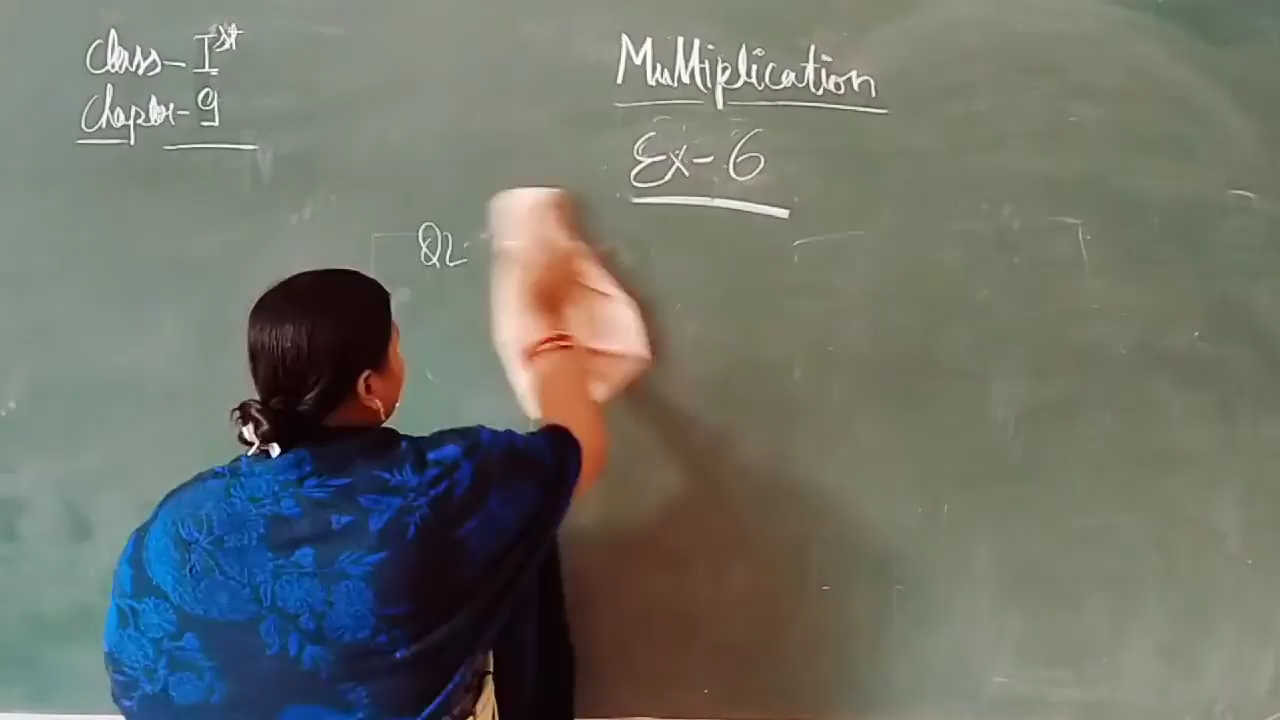 Class - Ist
Chapter - 9
Multiplication
Ex - 6
Q2